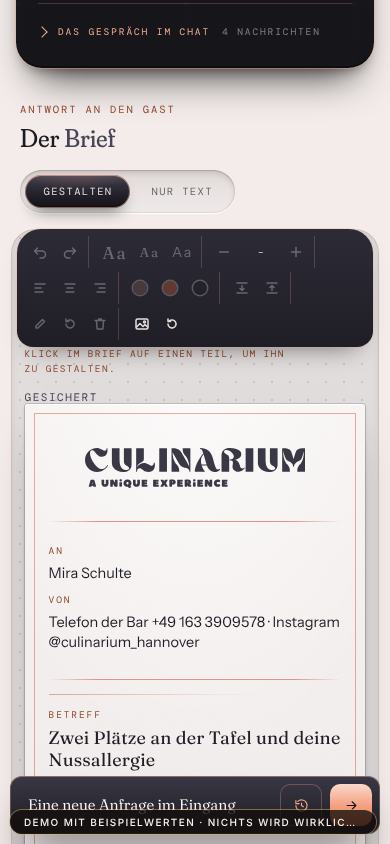 DAS GESPRÄCH IM CHAT 4 NACHRICHTEN
ANTWORT AN DEN GAST
Der Brief
GESTALTEN NUR TEXT
Aa Aa Aa - 
KLICK IM BRIEF AUF EINEN TEIL, UM IHN
ZU GESTALTEN.
GESICHERT
CULINARIUM
A UNiQUE EXPERiENCE
AN
Mira Schulte
VON
Telefon der Bar +49 163 3909578 · Instagram
@culinarium_hannover
BETREFF
Zwei Plätze an der Tafel und deine
Nussallergie
Eine neue Anfrage im Eingang
DEMO MIT BEISPIELWERTEN · NICHTS WIRD WIRKLIC...